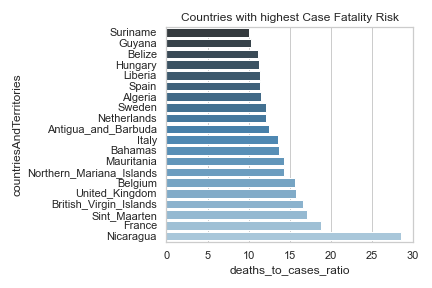 Countries with highest Case Fatality Risk
countriesAndTerritories
Suriname
Guyana
Belize
Hungary
Liberia
Spain
Algeria
Sweden
Netherlands
Antigua_and_Barbuda
Italy
Bahamas
Mauritania
Northern_Mariana_Islands
Belgium
United_Kingdom
British_Virgin_Islands
Sint_Maarten
France
Nicaragua
0 5 10 15 20 25 30
deaths_to_cases_ratio